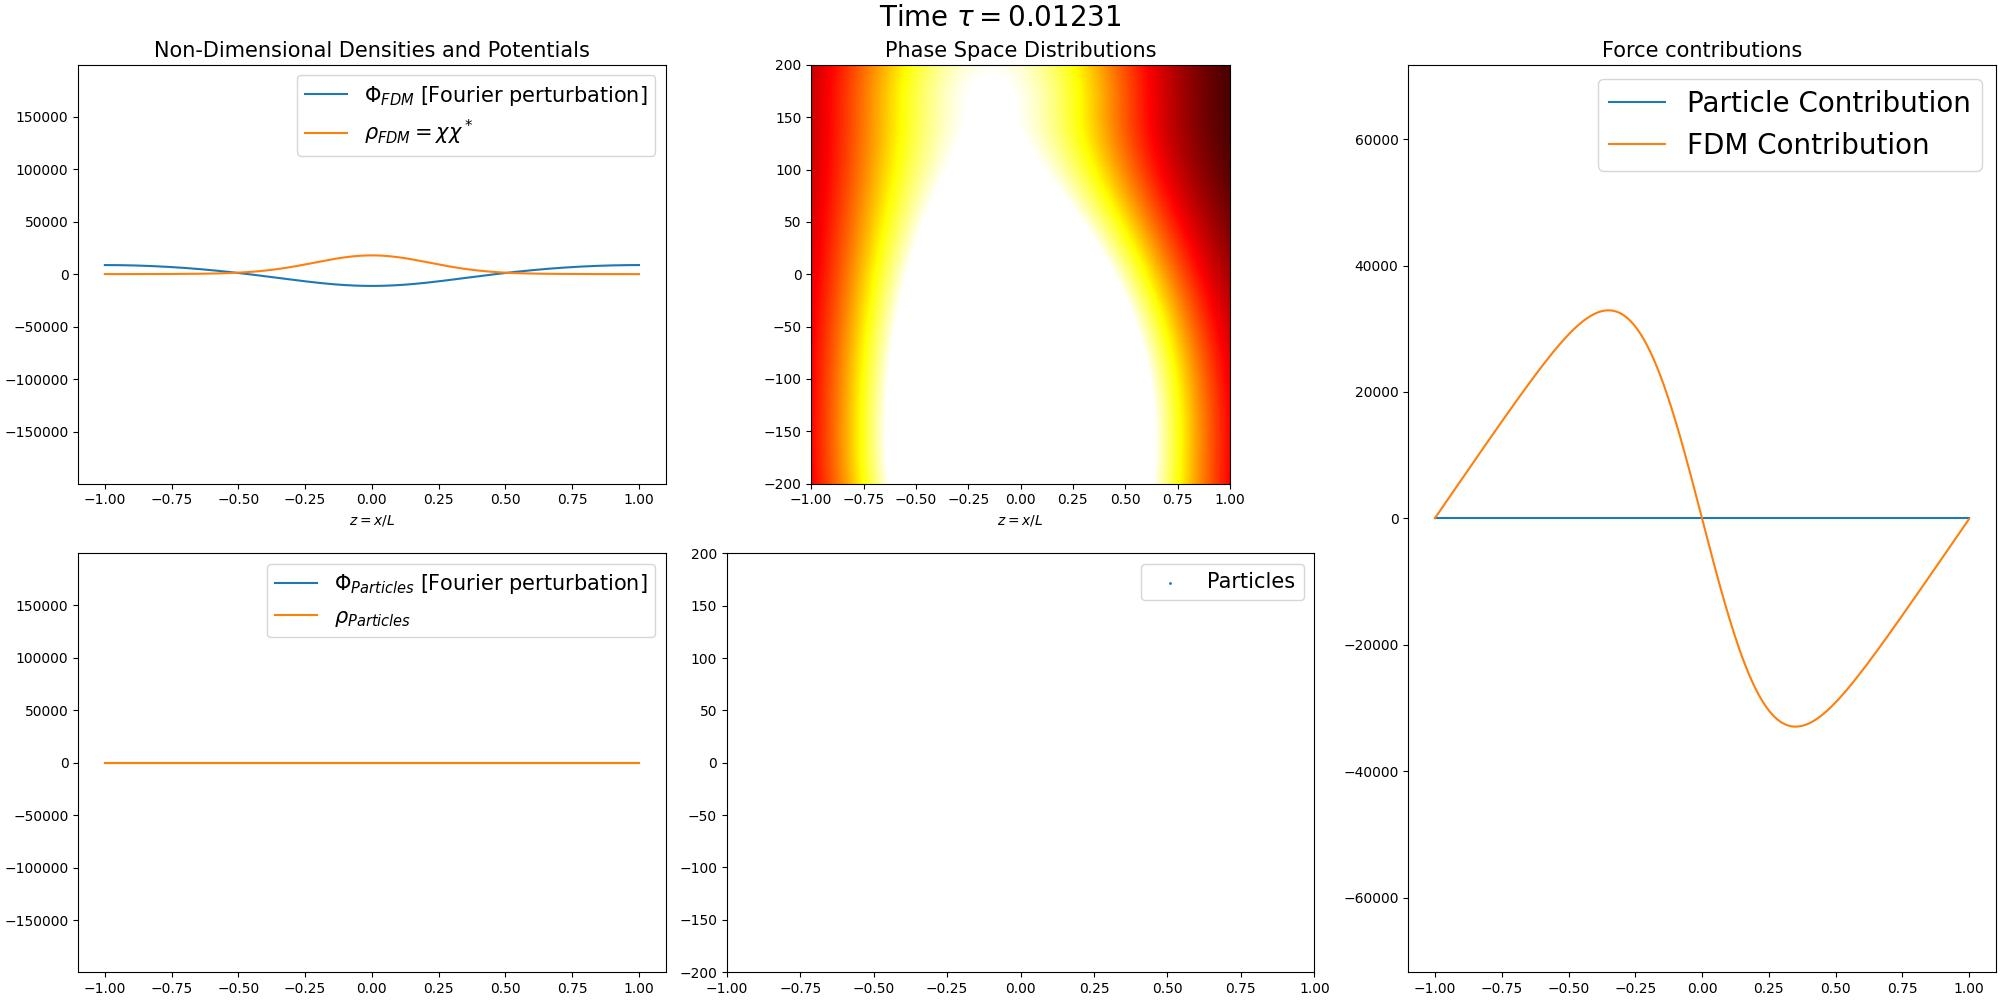 Time τ = 0.01231
Non-Dimensional Densities and Potentials
Φ_FDM [Fourier perturbation]
ρ_FDM = χχ*
150000
100000
50000
0
−50000
−100000
−150000
−1.00 −0.75 −0.50 −0.25 0.00 0.25 0.50 0.75 1.00
z = x/L
Phase Space Distributions
200
150
100
50
0
−50
−100
−150
−200
−1.00 −0.75 −0.50 −0.25 0.00 0.25 0.50 0.75 1.00
z = x/L
Force contributions
Particle Contribution
FDM Contribution
60000
40000
20000
0
−20000
−40000
−60000
−1.00 −0.75 −0.50 −0.25 0.00 0.25 0.50 0.75 1.00
Φ_Particles [Fourier perturbation]
ρ_Particles
150000
100000
50000
0
−50000
−100000
−150000
−1.00 −0.75 −0.50 −0.25 0.00 0.25 0.50 0.75 1.00
Particles
200
150
100
50
0
−50
−100
−150
−200
−1.00 −0.75 −0.50 −0.25 0.00 0.25 0.50 0.75 1.00